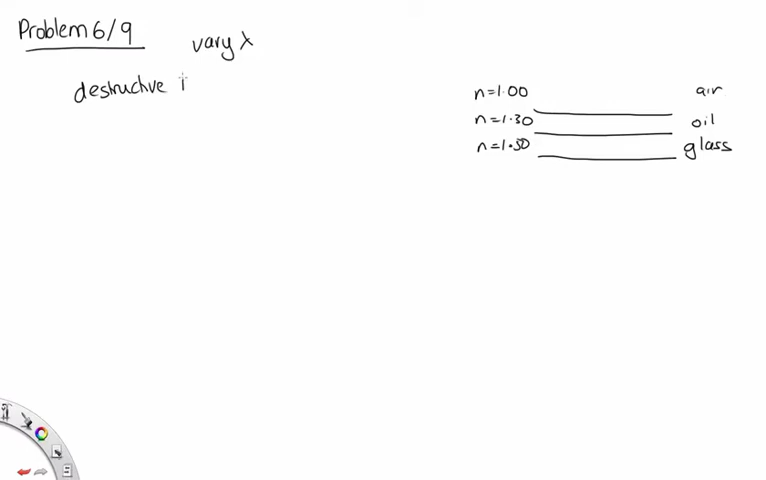 Problem 6/9
vary λ
destructive i
n=1.00 air
n=1.30 oil
n=1.50 glass